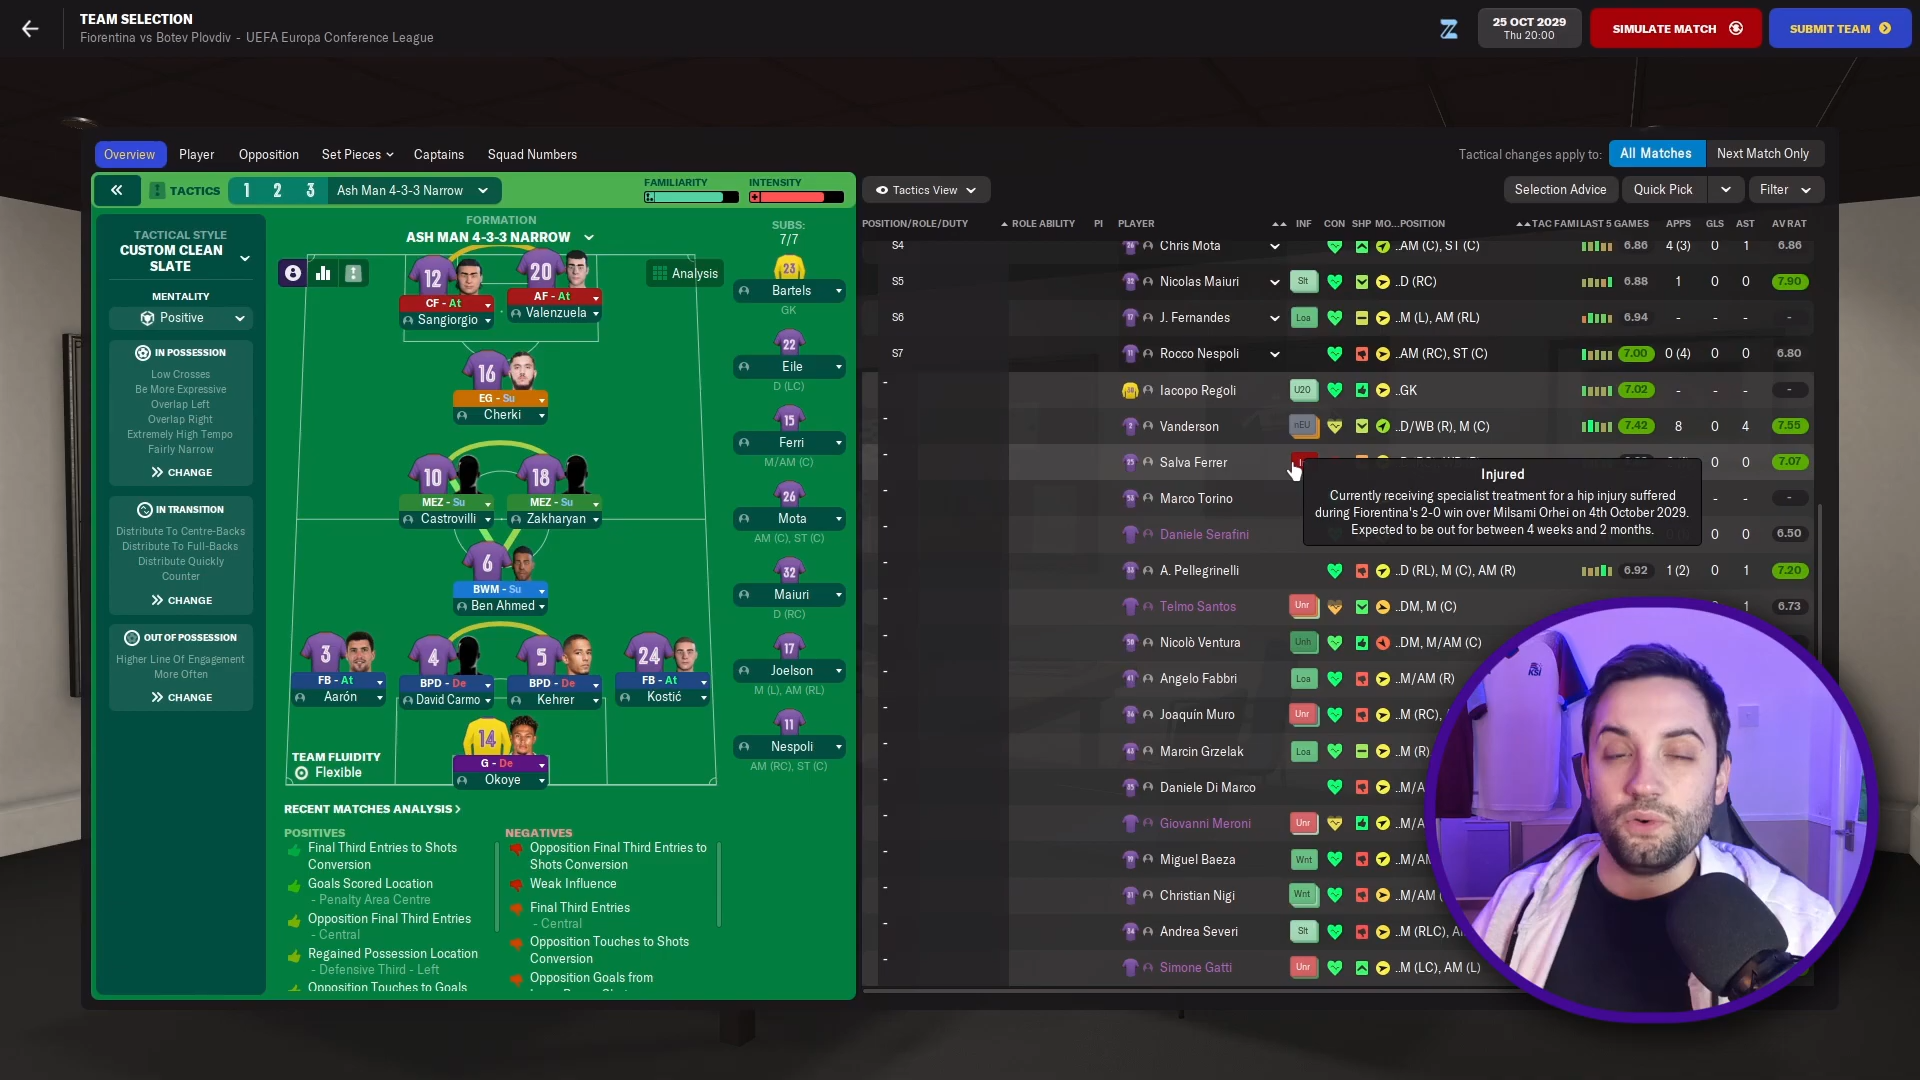 TEAM SELECTION
Fiorentina vs Botev Plovdiv - UEFA Europa Conference League
25 OCT 2029
Thu 20:00
SIMULATE MATCH
SUBMIT TEAM
Overview Player Opposition Set Pieces Captains Squad Numbers
Tactical changes apply to: All Matches Next Match Only
TACTICS 1 2 3 Ash Man 4-3-3 Narrow
FAMILIARITY INTENSITY
Tactics View
Selection Advice Quick Pick Filter
TACTICAL STYLE
CUSTOM CLEAN
SLATE
MENTALITY
Positive
IN POSSESSION
Low Crosses
Be More Expressive
Overlap Left
Overlap Right
Extremely High Tempo
Fairly Narrow
CHANGE
IN TRANSITION
Distribute To Centre-Backs
Distribute To Full-Backs
Distribute Quickly
Counter
CHANGE
OUT OF POSSESSION
Higher Line Of Engagement
More Often
CHANGE
FORMATION
ASH MAN 4-3-3 NARROW
Analysis
12
CF - At
Sangiorgio
20
AF - At
Valenzuela
16
EG - Su
Cherki
10
MEZ - Su
Castrovilli
18
MEZ - Su
Zakharyan
6
BWM - Su
Ben Ahmed
3
FB - At
Aarón
4
BPD - De
David Carmo
5
BPD - De
Kehrer
24
FB - At
Kostić
14
G - De
Okoye
TEAM FLUIDITY
Flexible
SUBS:
7/7
23
Bartels
GK
22
Eile
D (LC)
15
Ferri
M/AM (C)
26
Mota
AM (C), ST (C)
32
Maiuri
D (RC)
17
Joelson
M (L), AM (RL)
11
Nespoli
AM (RC), ST (C)
RECENT MATCHES ANALYSIS
POSITIVES
Final Third Entries to Shots
Conversion
Goals Scored Location
- Penalty Area Centre
Opposition Final Third Entries
- Central
Regained Possession Location
- Defensive Third - Left
Opposition Touches to Goals
NEGATIVES
Opposition Final Third Entries to
Shots Conversion
Weak Influence
Final Third Entries
- Central
Opposition Touches to Shots
Conversion
Opposition Goals from
POSITION/ROLE/DUTY ROLE ABILITY PI PLAYER INF CON SHP MO... POSITION TAC FAMI LAST 5 GAMES APPS GLS AST AV RAT
S4 Chris Mota ..AM (C), ST (C) 6.86 4 (3) 0 1 6.86
S5 Nicolas Maiuri Slt ..D (RC) 6.88 1 0 0 7.90
S6 J. Fernandes Loa ..M (L), AM (RL) 6.94 - - - -
S7 Rocco Nespoli ..AM (RC), ST (C) 7.00 0 (4) 0 0 6.80
- Iacopo Regoli U20 ..GK 7.02 - - - -
- Vanderson nEU ..D/WB (R), M (C) 7.42 8 0 4 7.55
- Salva Ferrer 0 0 7.07
- Marco Torino - - -
- Daniele Serafini 0 0 6.50
- A. Pellegrinelli ..D (RL), M (C), AM (R) 6.92 1 (2) 0 1 7.20
- Telmo Santos Unr ..DM, M (C) 1 6.73
- Nicolò Ventura Unh ..DM, M/AM (C)
- Angelo Fabbri Loa ..M/AM (R)
- Joaquín Muro Unr ..M (RC),
- Marcin Grzelak Loa ..M (R)
- Daniele Di Marco ..M/A
- Giovanni Meroni Unr ..M/A
- Miguel Baeza Wnt ..M/AM
- Christian Nigi Wnt ..M/AM (
- Andrea Severi Slt ..M (RLC),
- Simone Gatti Unr ..M (LC), AM (L)
Injured
Currently receiving specialist treatment for a hip injury suffered
during Fiorentina's 2-0 win over Milsami Orhei on 4th October 2029.
Expected to be out for between 4 weeks and 2 months.
KSI